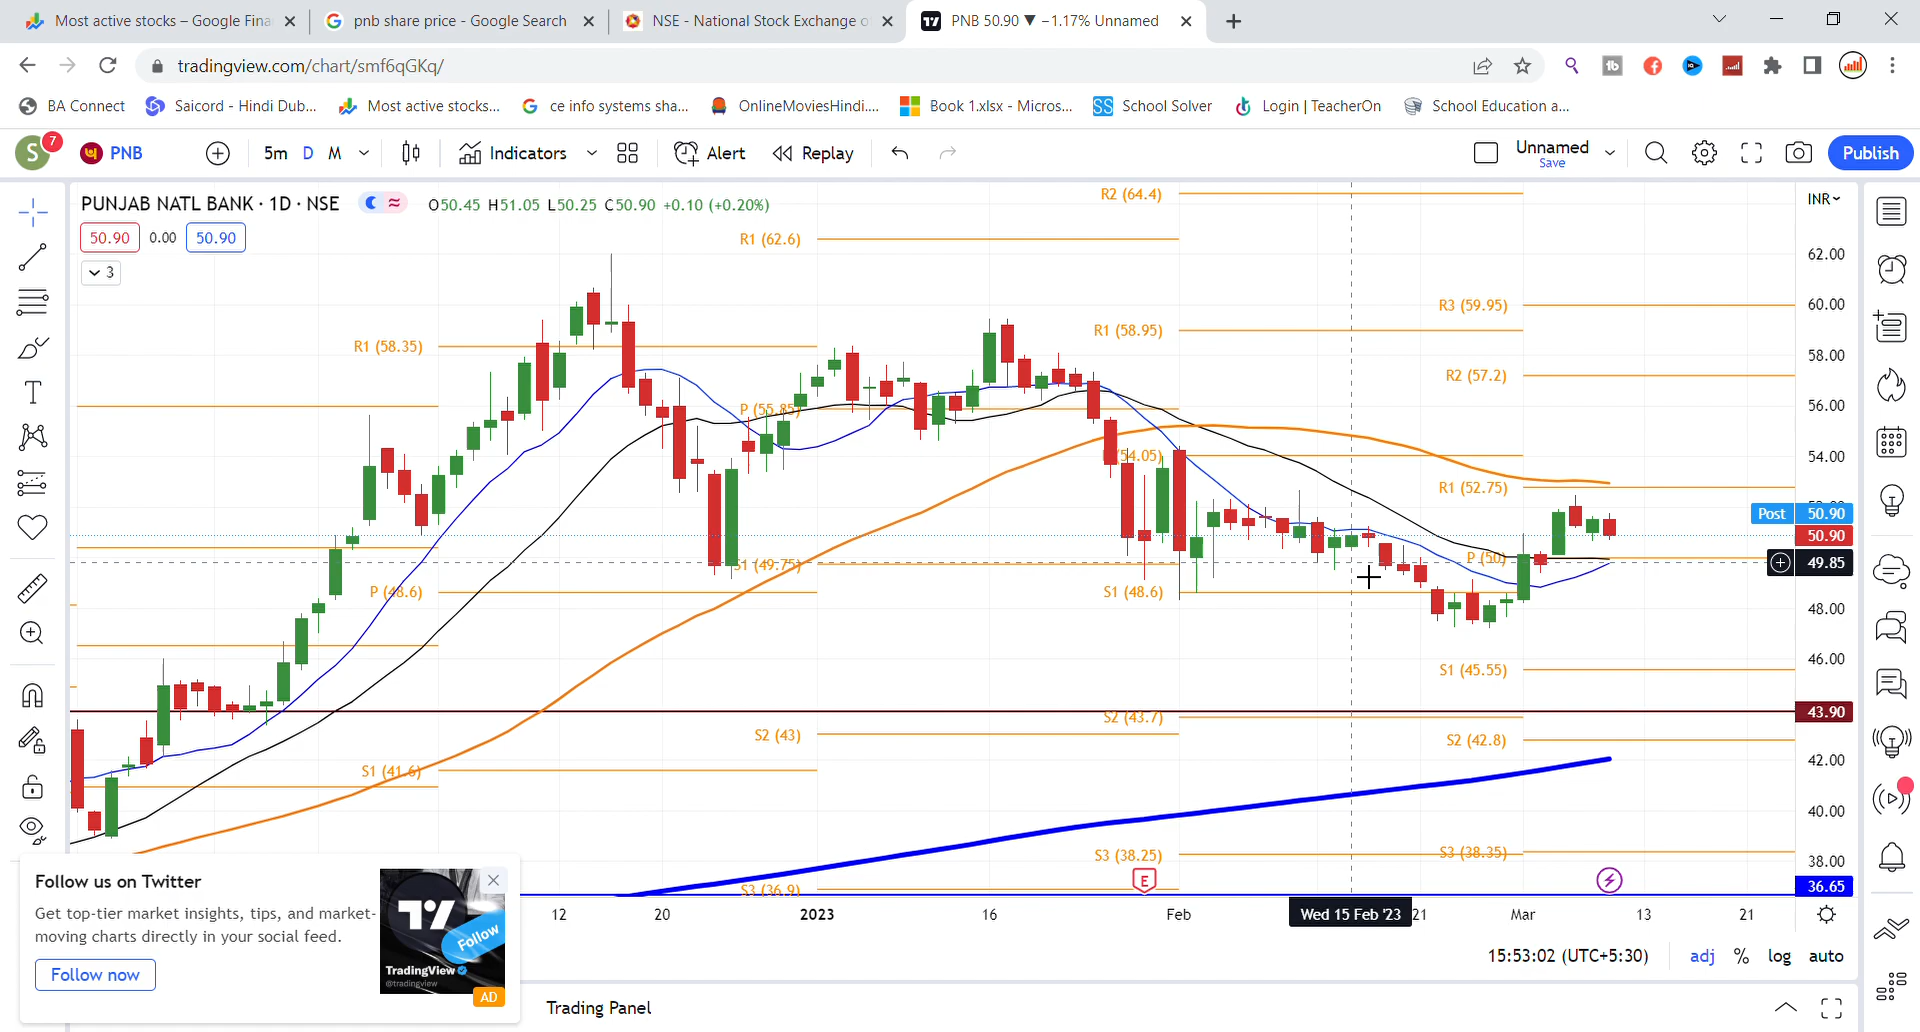 Most active stocks – Google Fina
pnb share price - Google Search
NSE - National Stock Exchange o
PNB 50.90 ▼ −1.17% Unnamed
tradingview.com/chart/smf6qGKq/
BA Connect
Saicord - Hindi Dub...
Most active stocks...
ce info systems sha...
OnlineMoviesHindi....
Book 1.xlsx - Micros...
School Solver
Login | TeacherOn
School Education a...
S
7
PNB
5m
D
M
Indicators
Alert
Replay
Unnamed
Save
Publish
PUNJAB NATL BANK · 1D · NSE
O50.45 H51.05 L50.25 C50.90 +0.10 (+0.20%)
INR
50.90
0.00
50.90
3
R2 (64.4)
R1 (62.6)
62.00
R3 (59.95)
60.00
R1 (58.95)
R1 (58.35)
58.00
R2 (57.2)
P (55.85)
56.00
(54.05)
54.00
R1 (52.75)
Post 50.90
50.90
P (50)
49.85
S1 (49.75)
P (48.6)
S1 (48.6)
48.00
46.00
S1 (45.55)
43.90
S2 (43.7)
S2 (43)
S2 (42.8)
42.00
S1 (41.6)
40.00
S3 (38.25)
S3 (38.35)
38.00
S3 (36.9)
36.65
E
12
20
2023
16
Feb
Wed 15 Feb '23
21
Mar
13
21
Follow us on Twitter
Get top-tier market insights, tips, and market-
moving charts directly in your social feed.
Follow now
Follow
TradingView
@tradingview
AD
15:53:02 (UTC+5:30)
adj
%
log
auto
Trading Panel